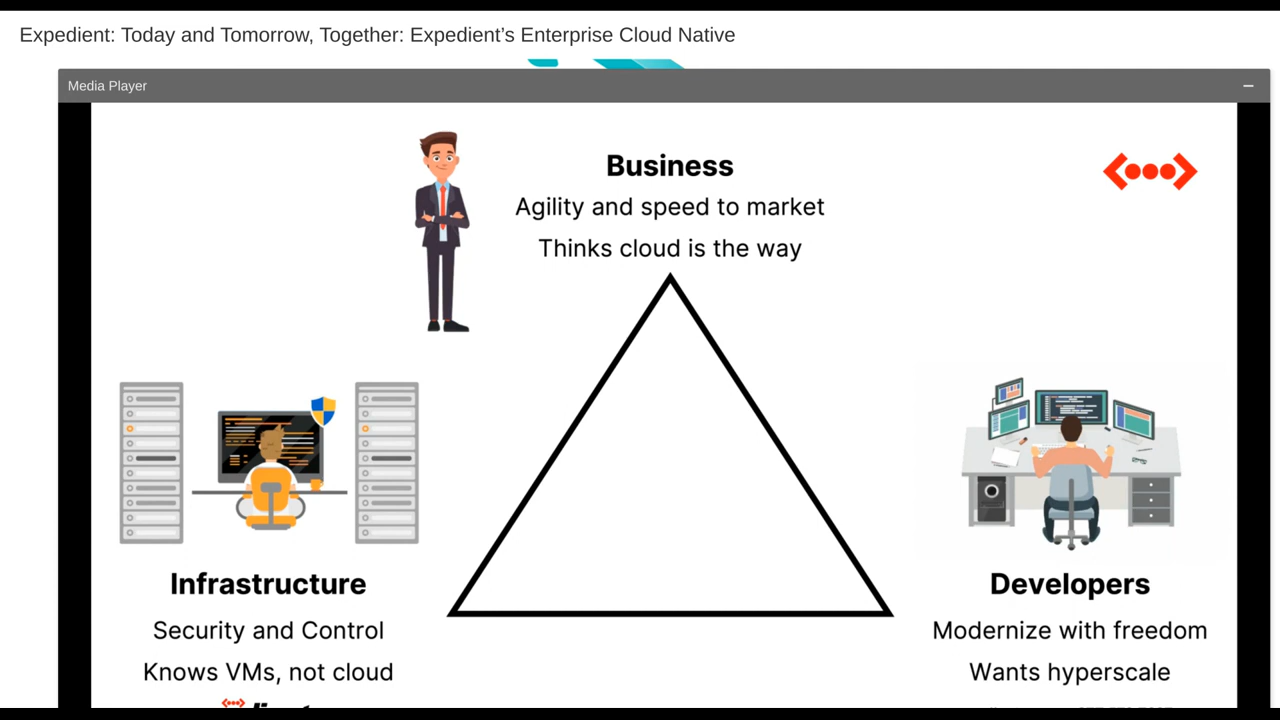 Expedient: Today and Tomorrow, Together: Expedient’s Enterprise Cloud Native
Media Player
Business
Agility and speed to market
Thinks cloud is the way
Infrastructure
Security and Control
Knows VMs, not cloud
Developers
Modernize with freedom
Wants hyperscale